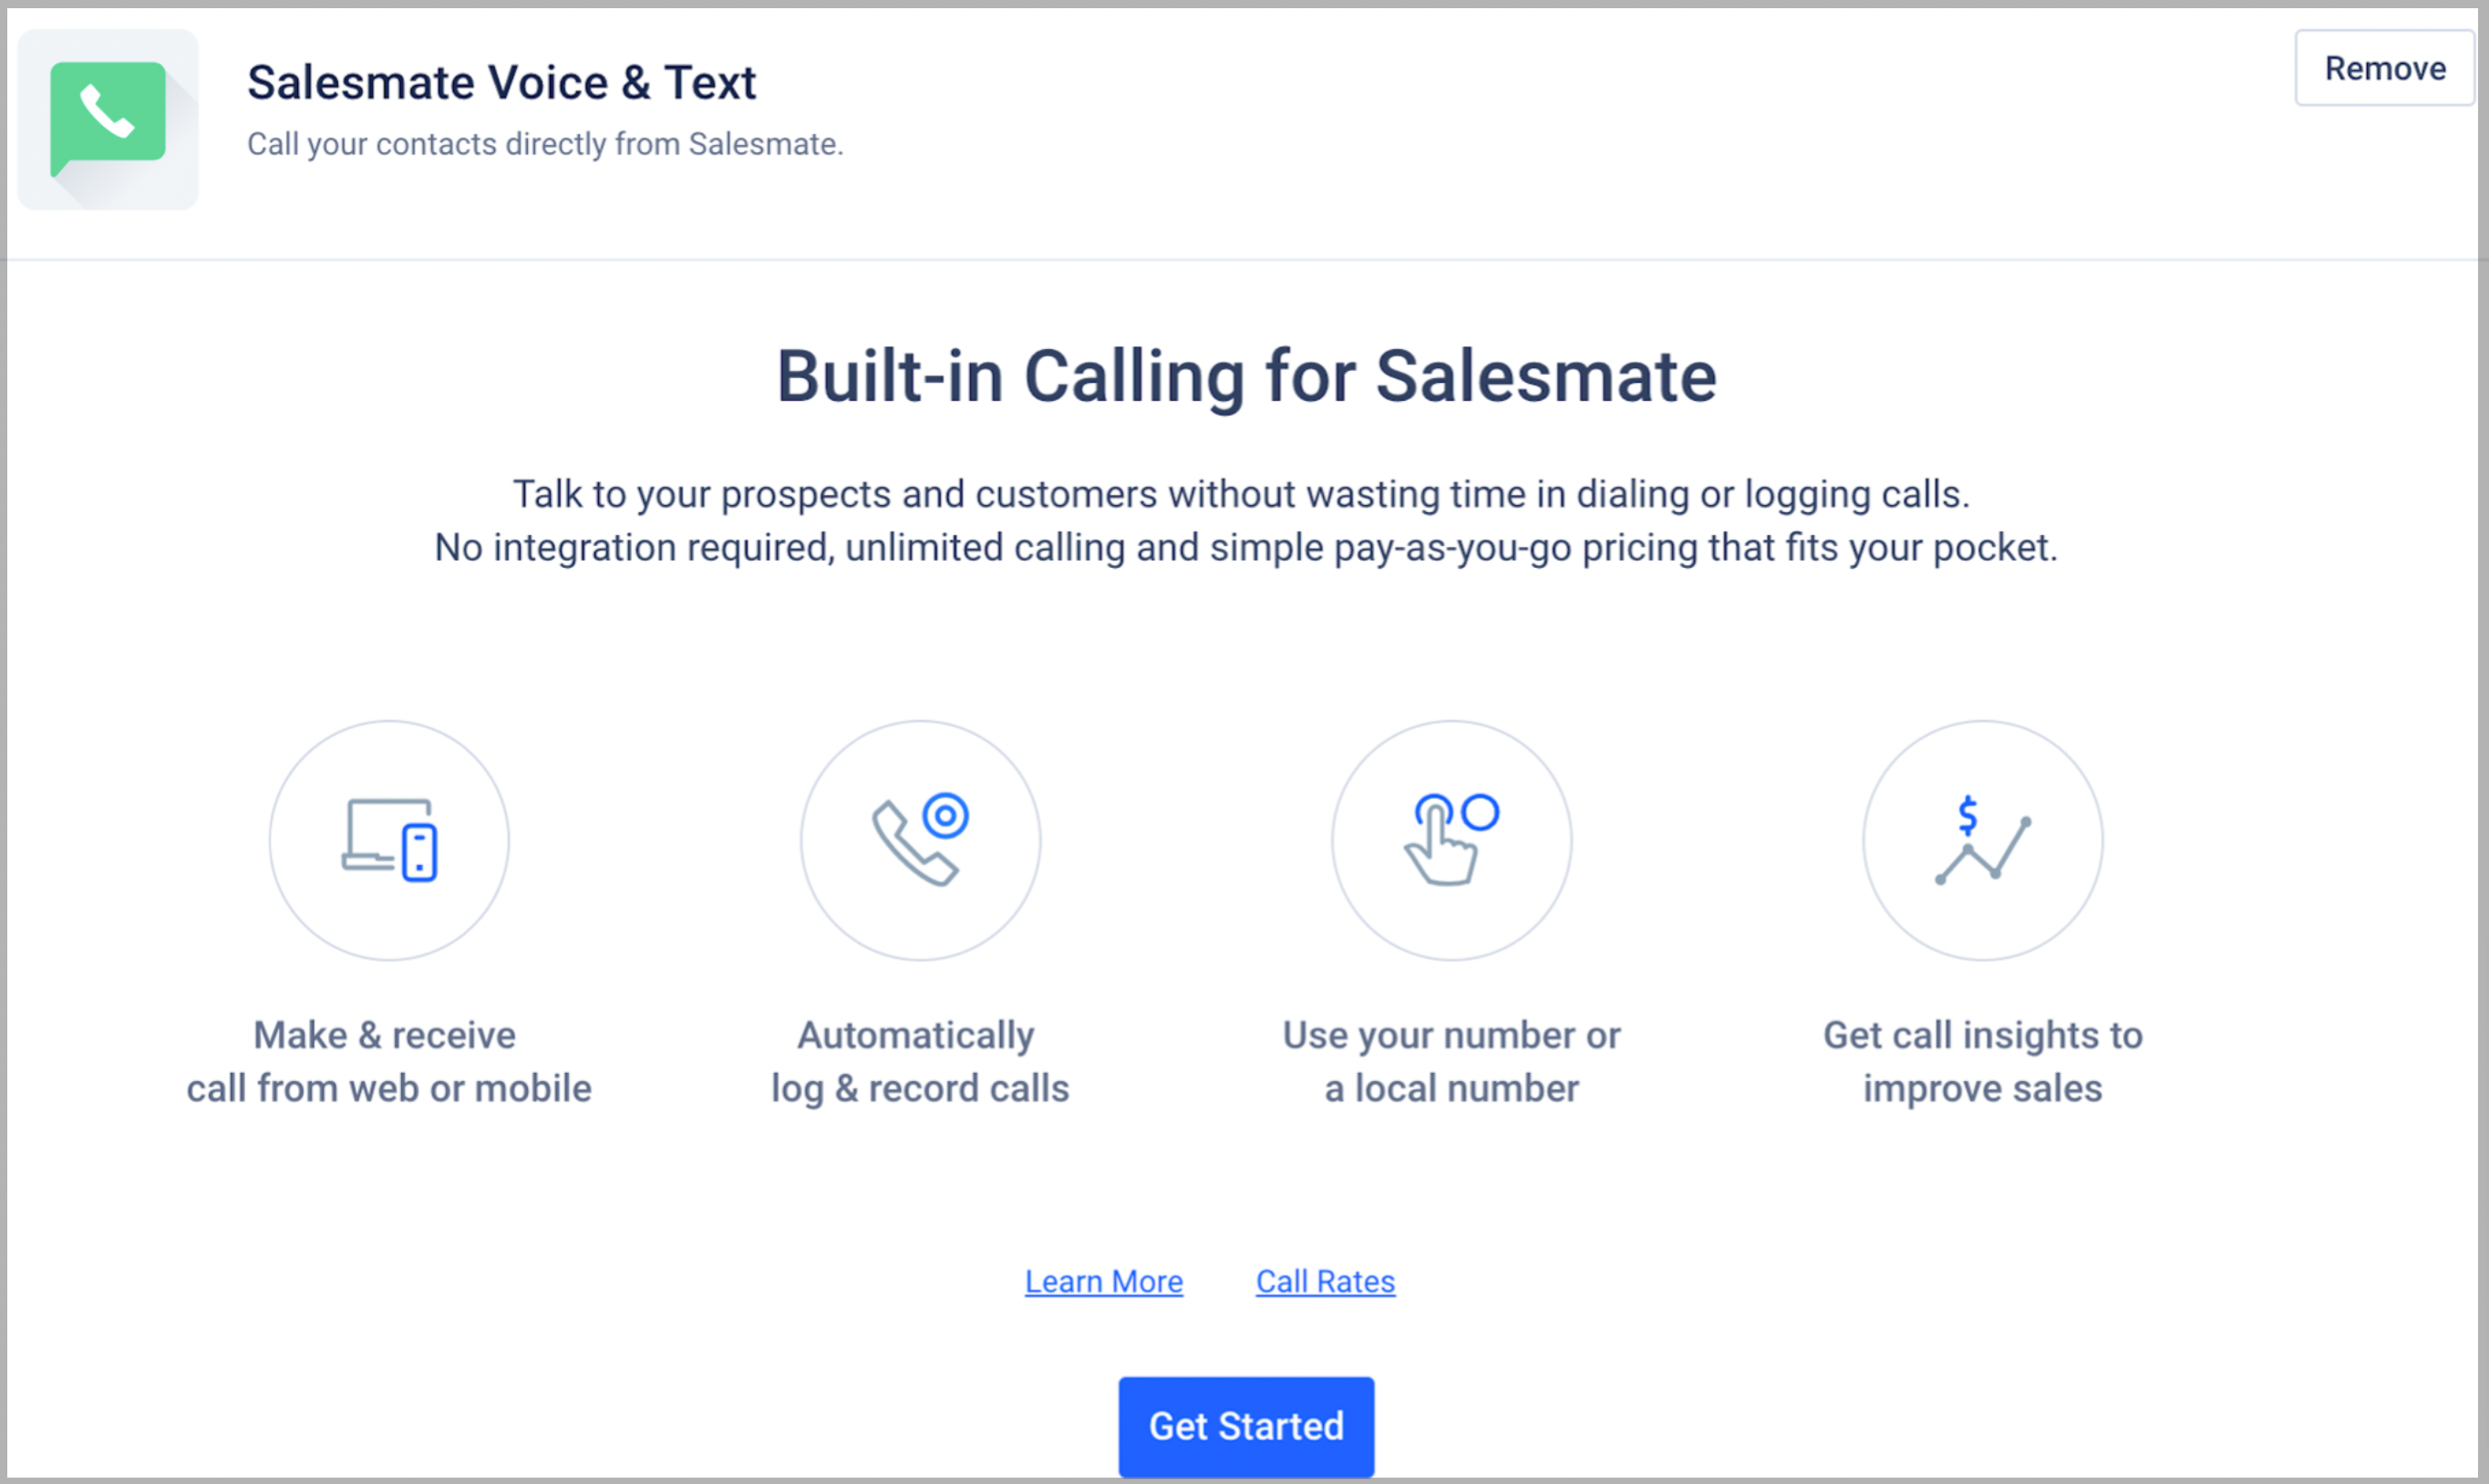 Salesmate Voice & Text
Call your contacts directly from Salesmate.
Remove
Built-in Calling for Salesmate
Talk to your prospects and customers without wasting time in dialing or logging calls.
No integration required, unlimited calling and simple pay-as-you-go pricing that fits your pocket.
$
Make & receive
call from web or mobile
Automatically
log & record calls
Use your number or
a local number
Get call insights to
improve sales
Learn More
Call Rates
Get Started